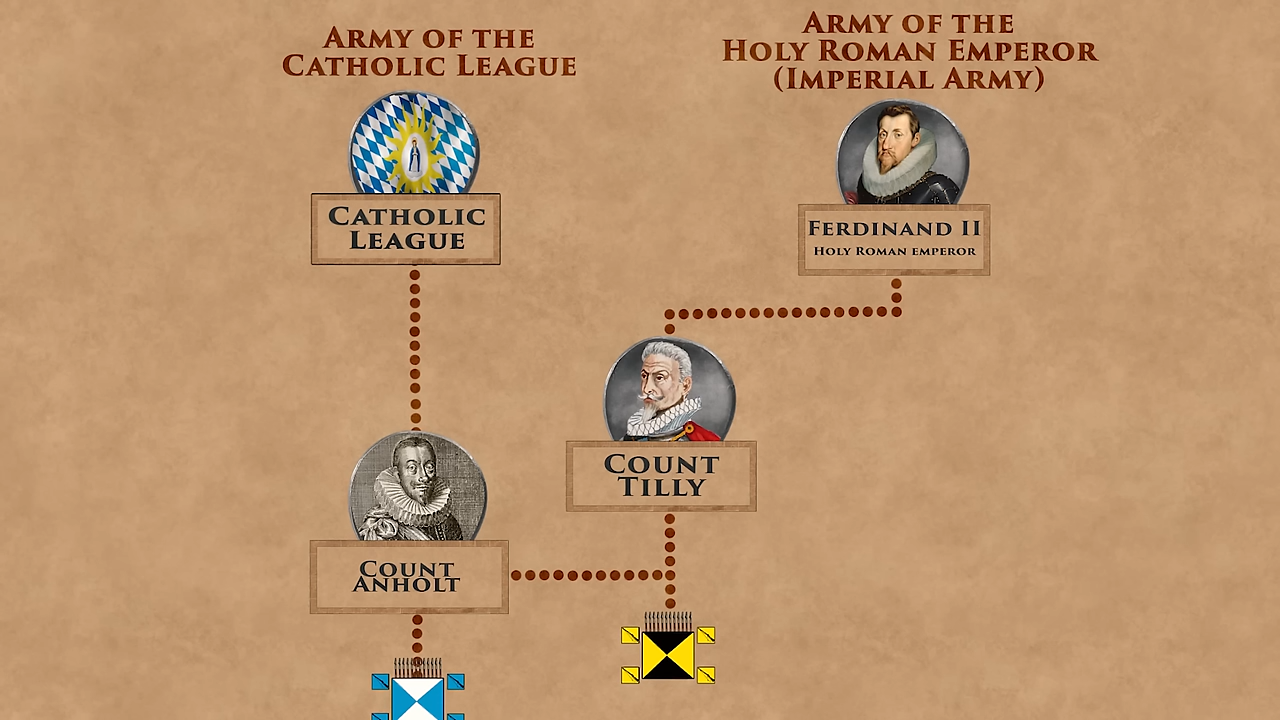 ARMY OF THE
CATHOLIC LEAGUE
ARMY OF THE
HOLY ROMAN EMPEROR
(IMPERIAL ARMY)
CATHOLIC
LEAGUE
FERDINAND II
HOLY ROMAN EMPEROR
COUNT
TILLY
COUNT
ANHOLT